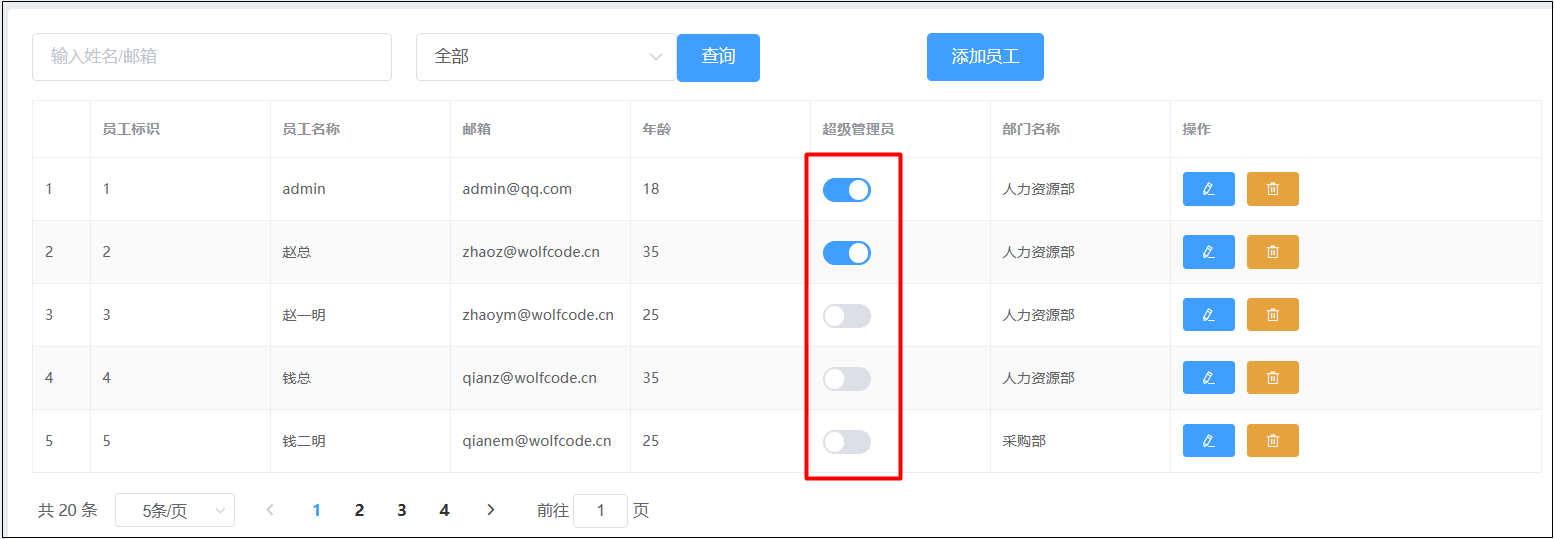 输入姓名/邮箱 全部 查询 添加员工
员工标识 员工名称 邮箱 年龄 超级管理员 部门名称 操作
1 1 admin admin@qq.com 18 人力资源部
2 2 赵总 zhaoz@wolfcode.cn 35 人力资源部
3 3 赵一明 zhaoym@wolfcode.cn 25 人力资源部
4 4 钱总 qianz@wolfcode.cn 35 人力资源部
5 5 钱二明 qianem@wolfcode.cn 25 采购部
共 20 条 5条/页 1 2 3 4 前往 1 页